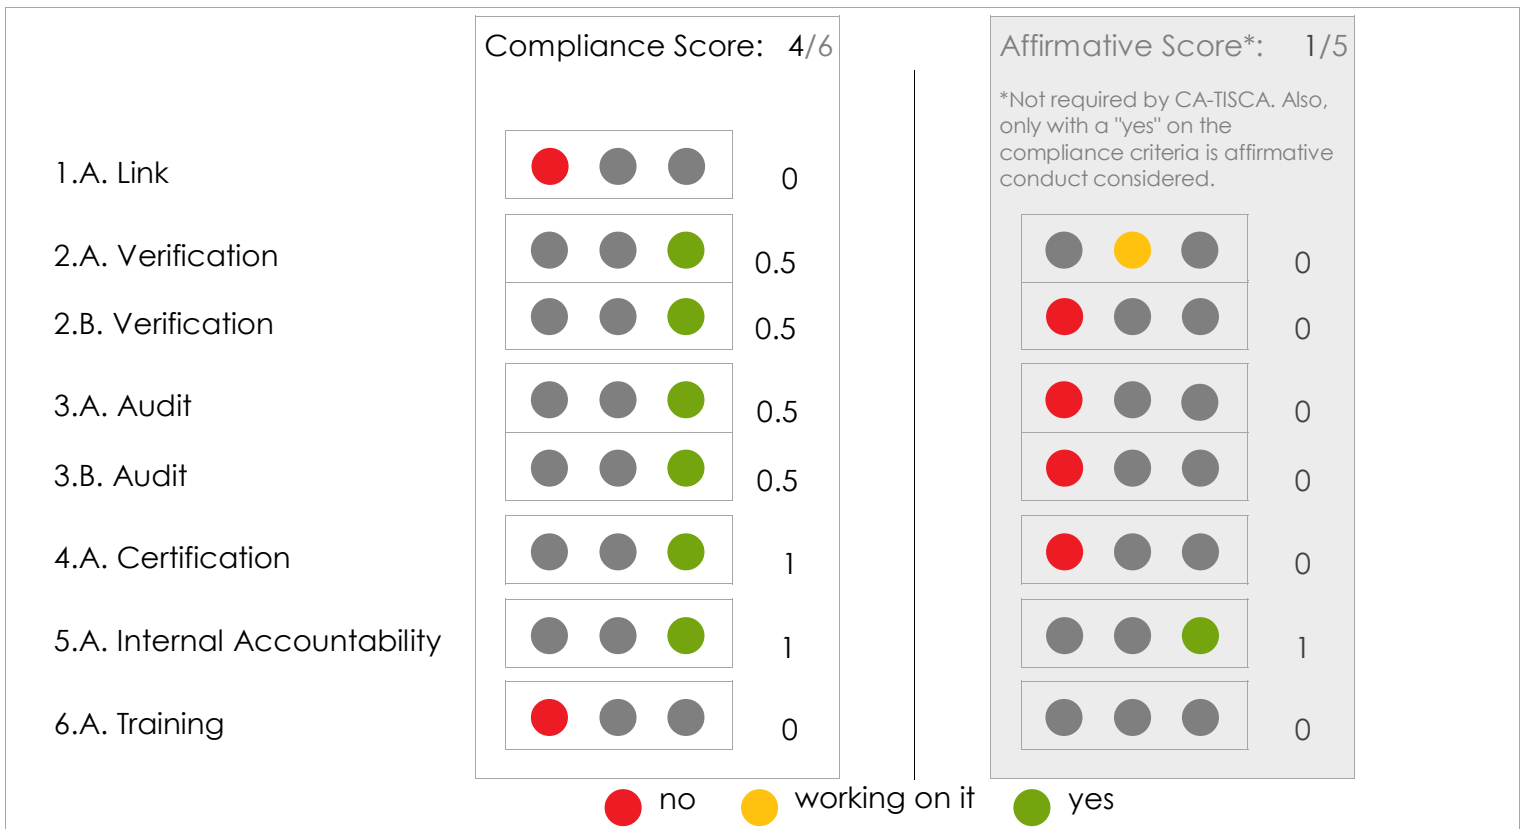 Compliance Score: 4/6
Affirmative Score*: 1/5
*Not required by CA-TISCA. Also,
only with a "yes" on the
compliance criteria is affirmative
conduct considered.
1.A. Link 0
2.A. Verification 0.5 0
2.B. Verification 0.5 0
3.A. Audit 0.5 0
3.B. Audit 0.5 0
4.A. Certification 1 0
5.A. Internal Accountability 1 1
6.A. Training 0 0
no working on it yes